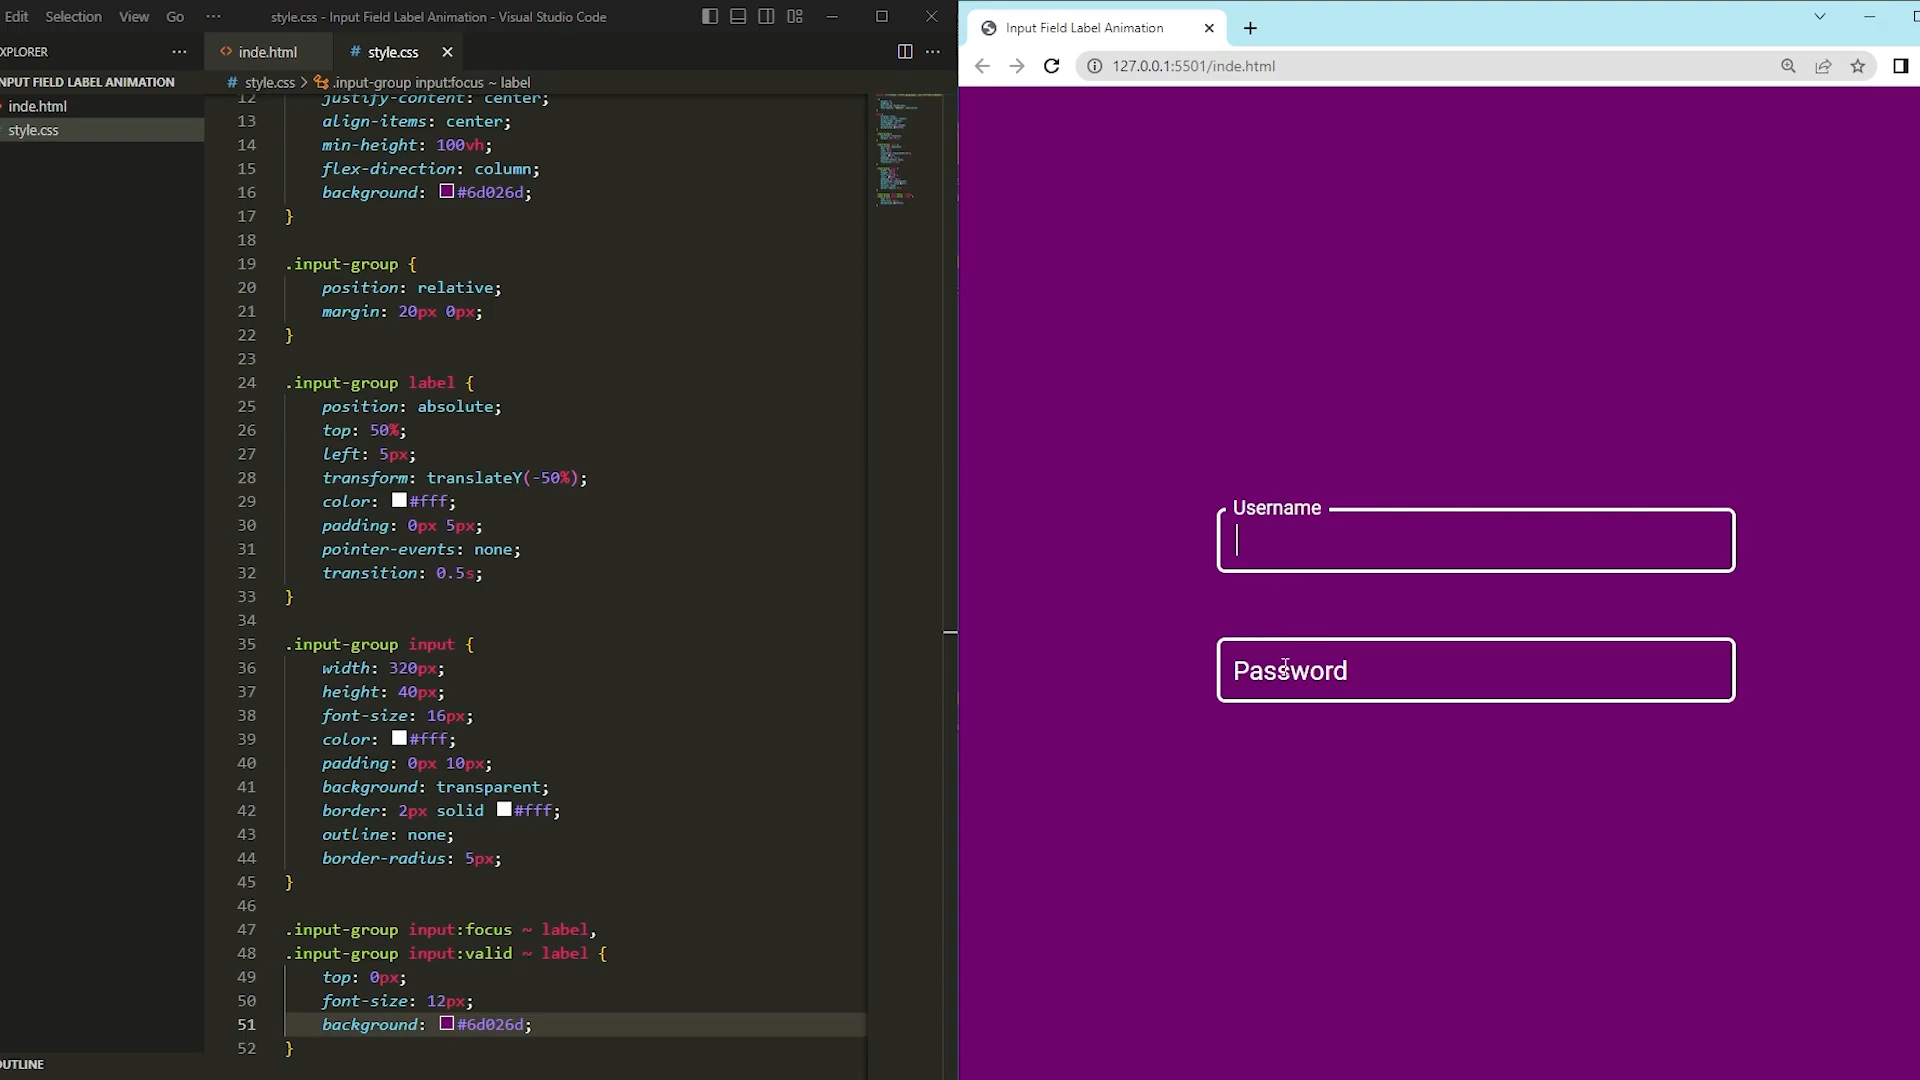 Edit Selection View Go ··· style.css - Input Field Label Animation - Visual Studio Code
XPLORER ···
inde.html
# style.css
NPUT FIELD LABEL ANIMATION
inde.html
style.css
# style.css > .input-group input:focus ~ label
12 justify-content: center;
13 align-items: center;
14 min-height: 100vh;
15 flex-direction: column;
16 background: #6d026d;
17 }
18
19 .input-group {
20 position: relative;
21 margin: 20px 0px;
22 }
23
24 .input-group label {
25 position: absolute;
26 top: 50%;
27 left: 5px;
28 transform: translateY(-50%);
29 color: #fff;
30 padding: 0px 5px;
31 pointer-events: none;
32 transition: 0.5s;
33 }
34
35 .input-group input {
36 width: 320px;
37 height: 40px;
38 font-size: 16px;
39 color: #fff;
40 padding: 0px 10px;
41 background: transparent;
42 border: 2px solid #fff;
43 outline: none;
44 border-radius: 5px;
45 }
46
47 .input-group input:focus ~ label,
48 .input-group input:valid ~ label {
49 top: 0px;
50 font-size: 12px;
51 background: #6d026d;
52 }
OUTLINE
Input Field Label Animation
127.0.0.1:5501/inde.html
Username
Password